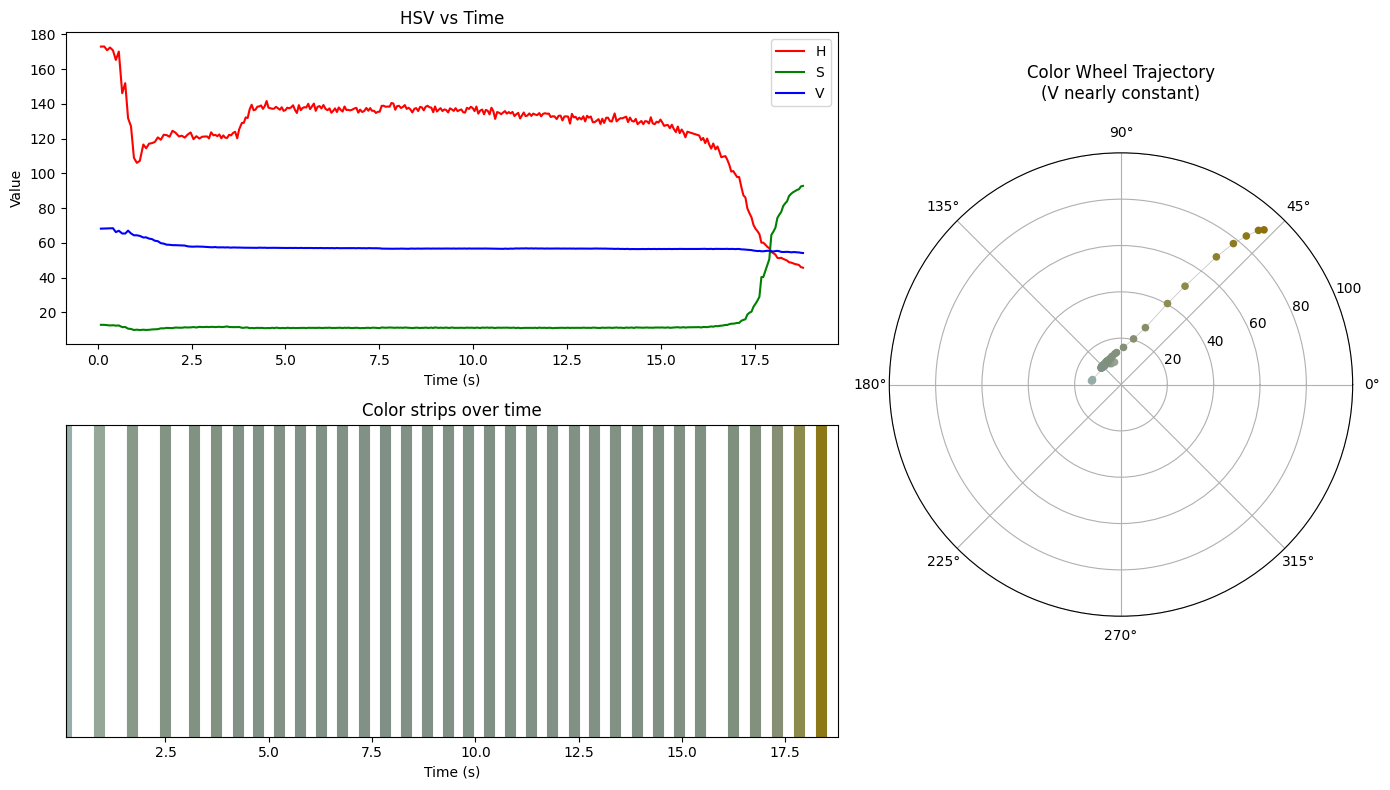 HSV vs Time
180
160
140
120
100
80
60
40
20
Value
H
S
V
0.0 2.5 5.0 7.5 10.0 12.5 15.0 17.5
Time (s)
Color strips over time
2.5 5.0 7.5 10.0 12.5 15.0 17.5
Time (s)
Color Wheel Trajectory
(V nearly constant)
90°
135° 45°
100
80
60
40
20
180° 0°
225° 315°
270°